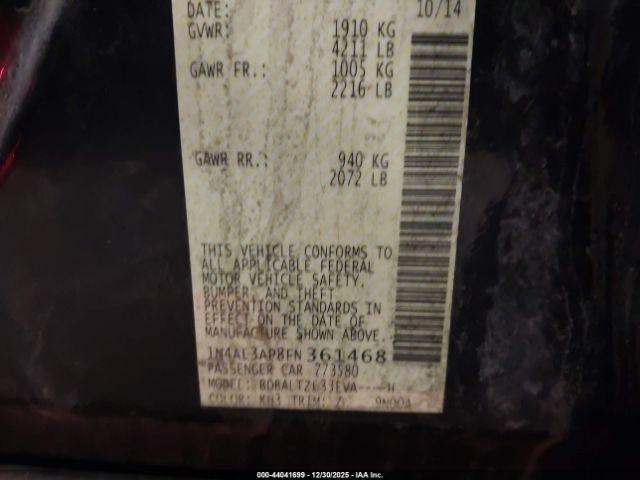 DATE: 10/14
GVWR: 1910 KG
4211 LB
GAWR FR.: 1005 KG
2216 LB
GAWR RR.: 940 KG
2072 LB
THIS VEHICLE CONFORMS TO
ALL APPLICABLE FEDERAL
MOTOR VEHICLE SAFETY,
BUMPER, AND THEFT
PREVENTION STANDARDS IN
EFFECT ON THE DATE OF
MANUFACTURE SHOWN ABOVE.
1N4AL3AP8FN361468
PASSENGER CAR 773580
MODEL: BDBALTZL33EVA----H
COLOR: KH3 TRIM: Z 9N00A
000-44041699 - 12/30/2025 - IAA Inc.